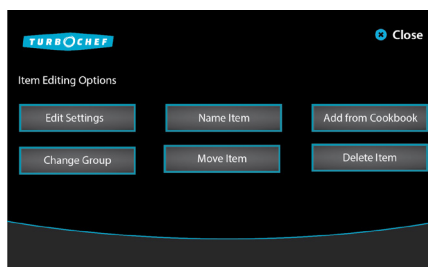 TURBOCHEF
Close
Item Editing Options
Edit Settings
Name Item
Add from Cookbook
Change Group
Move Item
Delete Item